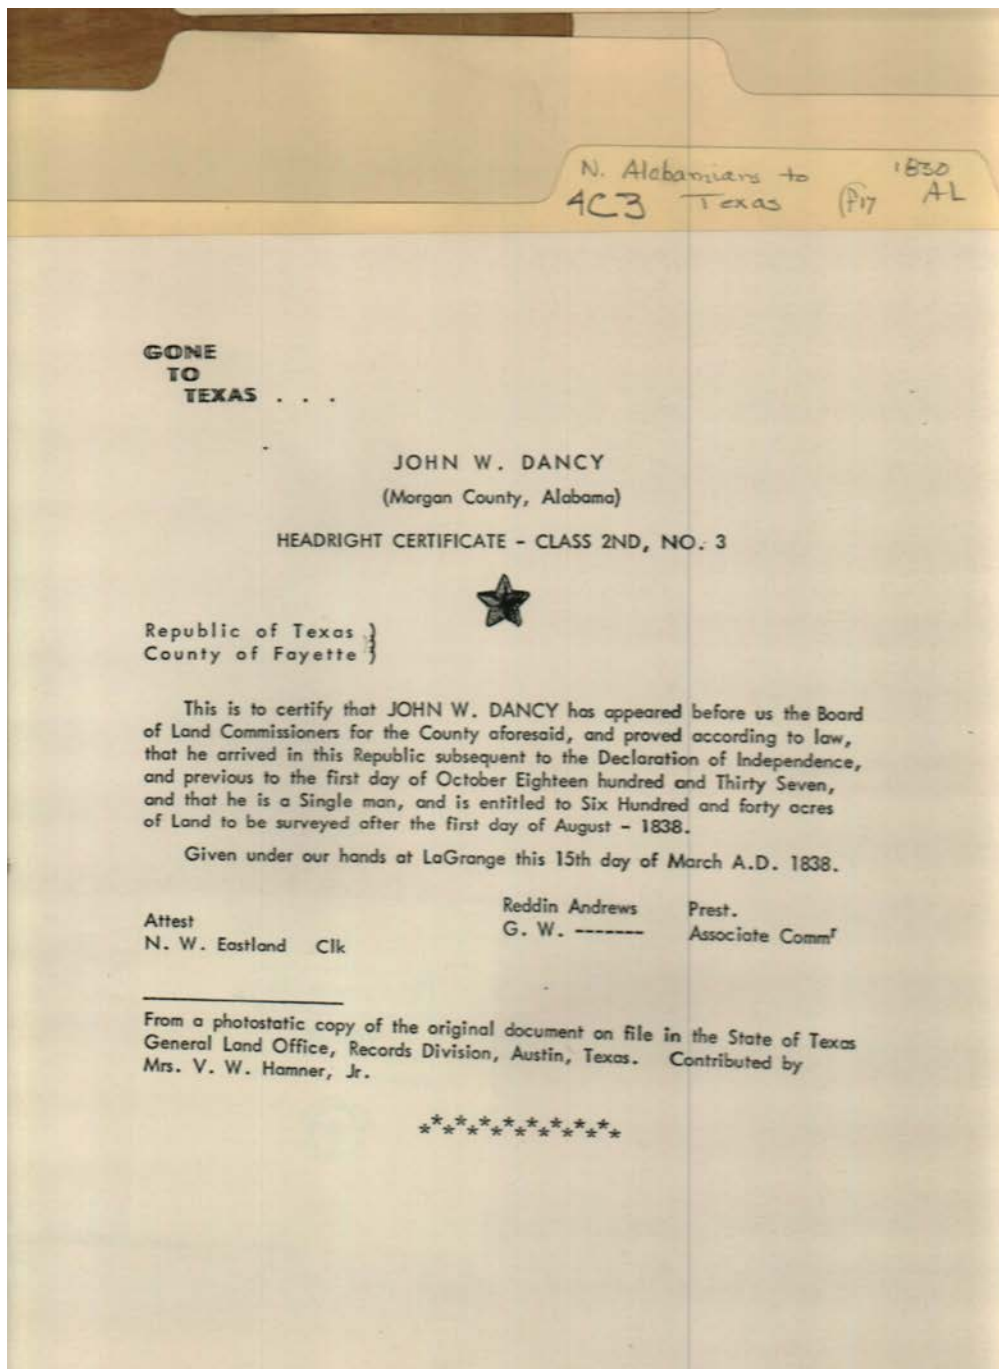 N. Alabamians to 1830
4C3 Texas P17 AL
GONE
TO
TEXAS . . .
JOHN W. DANCY
(Morgan County, Alabama)
HEADRIGHT CERTIFICATE - CLASS 2ND, NO. 3
Republic of Texas )
County of Fayette )
This is to certify that JOHN W. DANCY has appeared before us the Board
of Land Commissioners for the County aforesaid, and proved according to law,
that he arrived in this Republic subsequent to the Declaration of Independence,
and previous to the first day of October Eighteen hundred and Thirty Seven,
and that he is a Single man, and is entitled to Six Hundred and forty acres
of Land to be surveyed after the first day of August - 1838.
Given under our hands at LaGrange this 15th day of March A.D. 1838.
Reddin Andrews Prest.
Attest
G. W. ------- Associate Commʳ
N. W. Eastland Clk
From a photostatic copy of the original document on file in the State of Texas
General Land Office, Records Division, Austin, Texas. Contributed by
Mrs. V. W. Hamner, Jr.
*****************